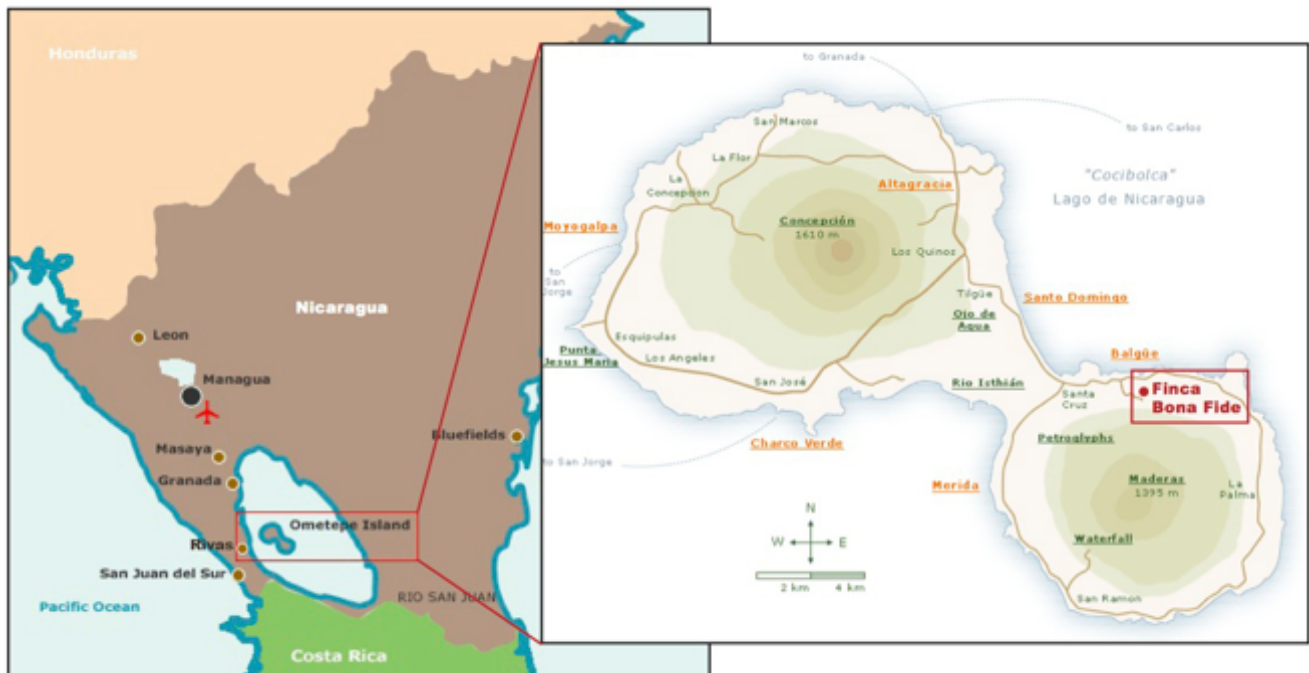 Honduras
Nicaragua
Leon
Managua
Masaya
Granada
Bluefields
Ometepe Island
Rivas
San Juan del Sur
RIO SAN JUAN
Pacific Ocean
Costa Rica
to Granada
to San Carlos
San Marcos
La Flor
La
Concepcion
Altagracia
"Cocibolca"
Lago de Nicaragua
Moyogalpa
Concepción
1610 m
Los Quinos
to
San
Jorge
Tilgüe
Santo Domingo
Ojo de
Agua
Esquipulas
Punta
Jesus Maria
Los Angeles
San José
Balgüe
Rio Isthián
Santa
Cruz
Finca
Bona Fide
Charco Verde
to San Jorge
Petroglyphs
Merida
Maderas
1395 m
La
Palma
N
W
E
S
Waterfall
2 km
4 km
San Ramon